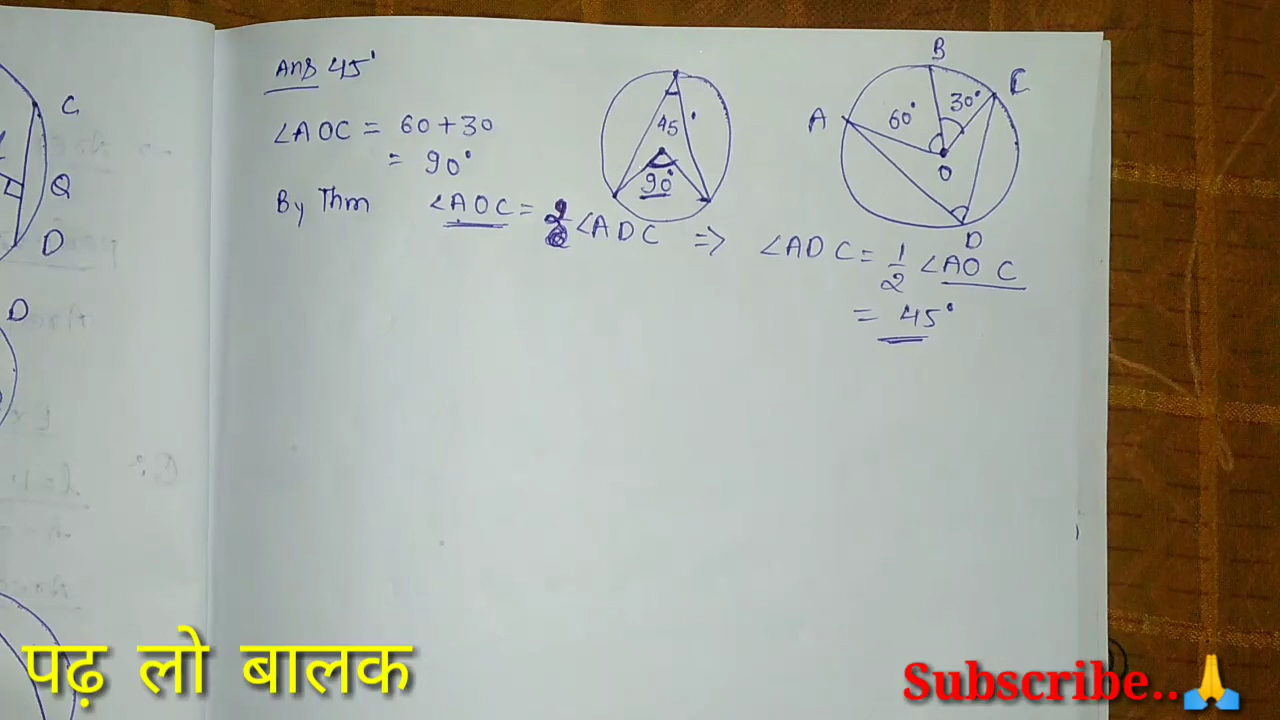 C
Q
D
D
Ans 45°
∠AOC = 60+30
= 90°
By Thm ∠AOC = 2 ∠ADC ⇒ ∠ADC = 1/2 ∠AOC
= 45°
45°
90°
B
C
A
60°
30°
O
D
पढ़ लो बालक
Subscribe..🙏